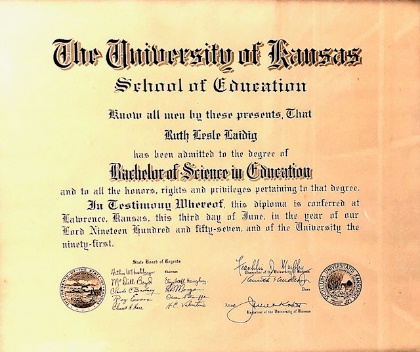 The University of Kansas
School of Education
Know all men by these presents, That
Ruth Lesle Laidig
has been admitted to the degree of
Bachelor of Science in Education
and to all the honors, rights and privileges pertaining to that degree.
In Testimony Whereof, this diploma is conferred at
Lawrence, Kansas, this third day of June, in the year of our
Lord Nineteen Hundred and fifty-seven, and of the University the
ninety-first.
State Board of Regents
Chancellor of the University of Kansas
Dean
Registrar of the University of Kansas